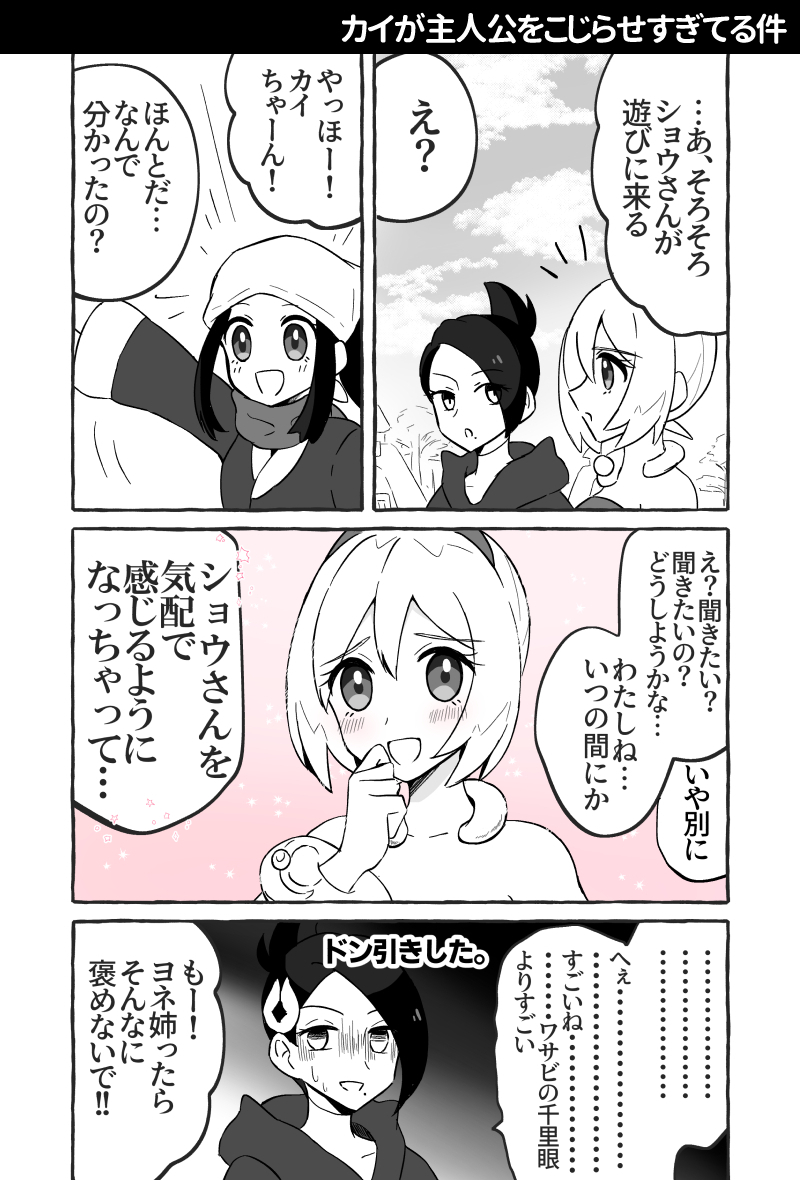 カイが主人公をこじらせすぎてる件
…あ、そろそろ
ショウさんが
遊びに来る
え？
やっほー！
カイ
ちゃーん！
ほんとだ…
なんで
分かったの？
え？聞きたい？
聞きたいの？
どうしようかな…
わたしね…
いつの間にか
いや別に
ショウさんを
気配で
感じるように
なっちゃって…
………………
………………
………………
へぇ………………
すごいね………………
……ワサビの千里眼
よりすごい
ドン引きした。
もー！
ヨネ姉ったら
そんなに
褒めないで!!